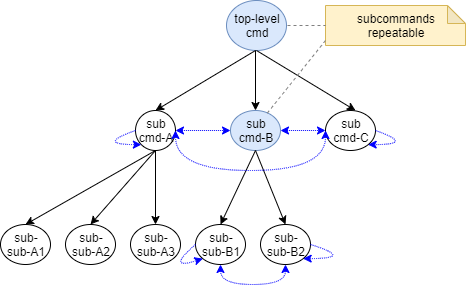 top-level
cmd
subcommands
repeatable
sub
cmd-A
sub
cmd-B
sub
cmd-C
sub-
sub-A1
sub-
sub-A2
sub-
sub-A3
sub-
sub-B1
sub-
sub-B2